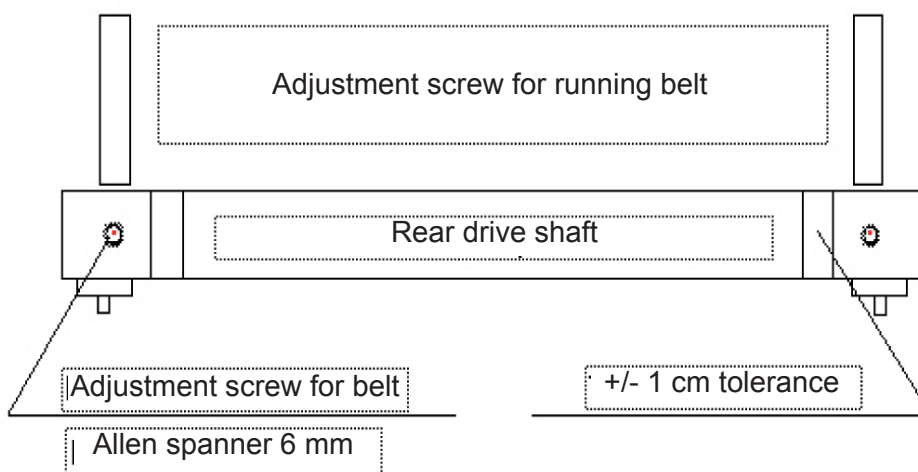 Adjustment screw for running belt
Rear drive shaft
Adjustment screw for belt
+/- 1 cm tolerance
Allen spanner 6 mm